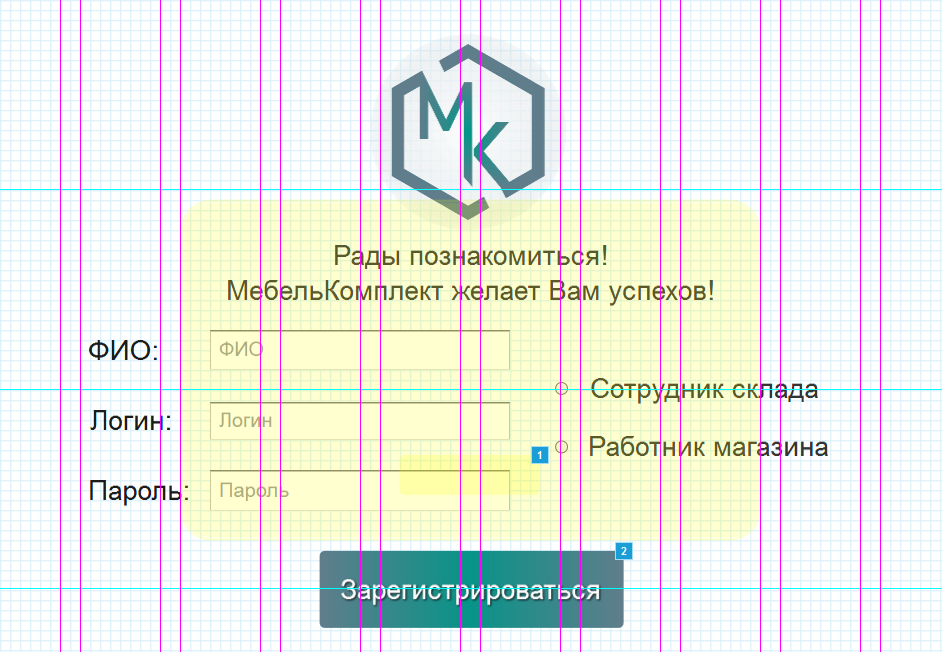 МК
Рады познакомиться!
МебельКомплект желает Вам успехов!
ФИО:
ФИО
Сотрудник склада
Логин:
Логин
Работник магазина
1
Пароль:
Пароль
2
Зарегистрироваться